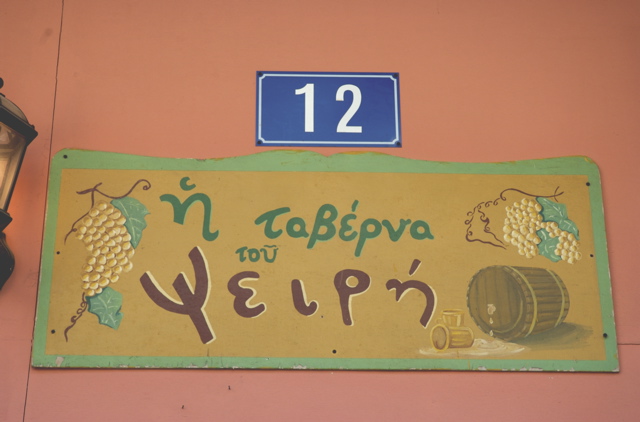 12
ἡ ταβέρνα
τοῦ
ψειρή